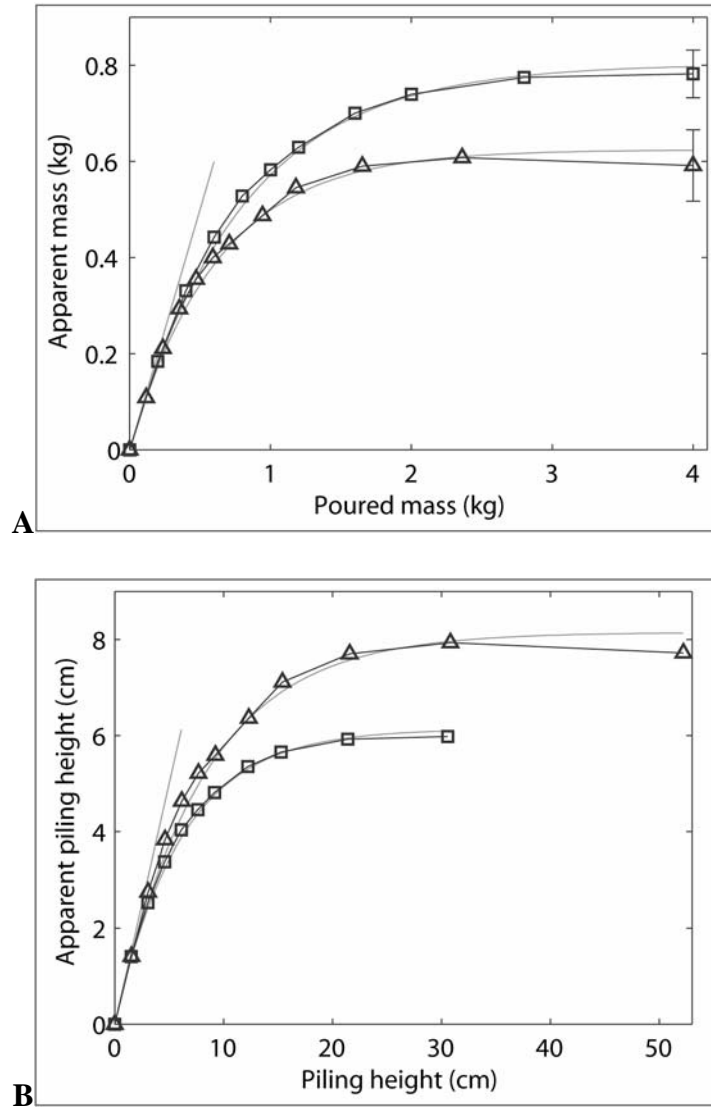 0.8
0.6
0.4
0.2
0
0 1 2 3 4
Apparent mass (kg)
Poured mass (kg)
A
8
6
4
2
0
0 10 20 30 40 50
Apparent piling height (cm)
Piling height (cm)
B